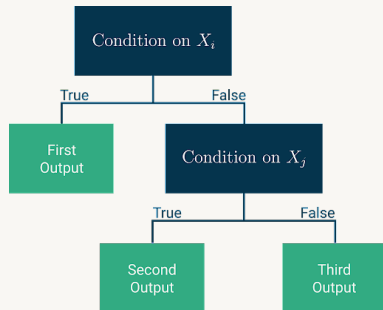 Condition on Xᵢ
True
False
First
Output
Condition on Xⱼ
True
False
Second
Output
Third
Output